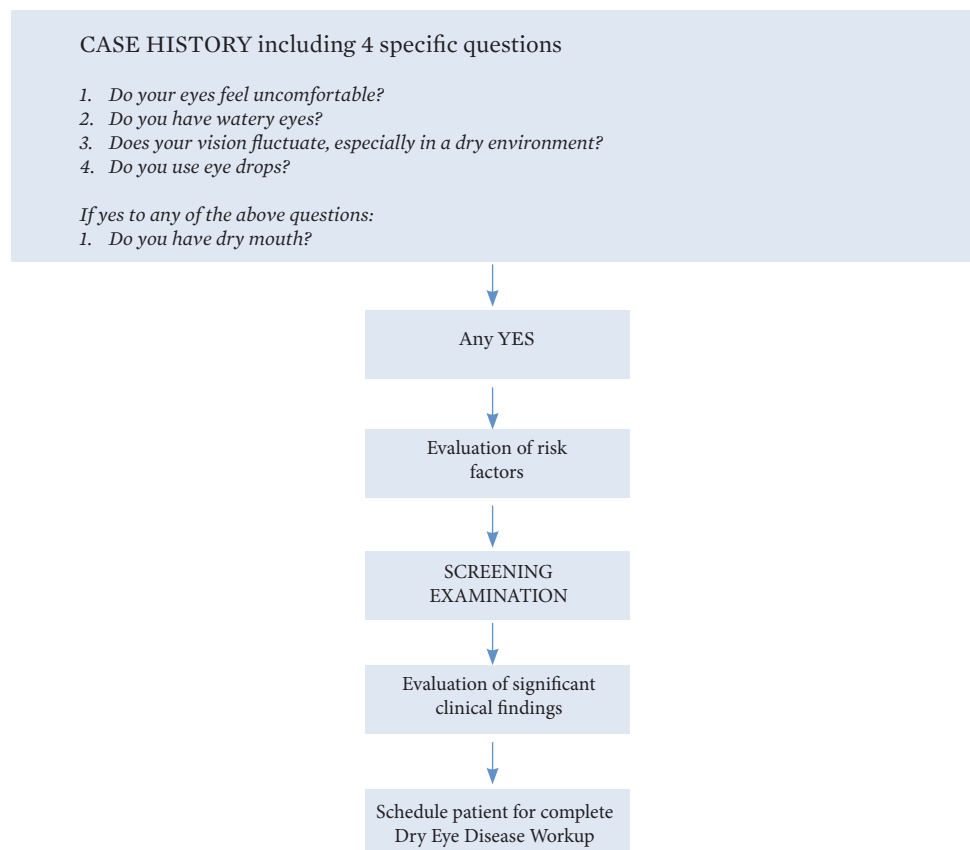 CASE HISTORY including 4 specific questions
1. Do your eyes feel uncomfortable?
2. Do you have watery eyes?
3. Does your vision fluctuate, especially in a dry environment?
4. Do you use eye drops?
If yes to any of the above questions:
1. Do you have dry mouth?
Any YES
Evaluation of risk
factors
SCREENING
EXAMINATION
Evaluation of significant
clinical findings
Schedule patient for complete
Dry Eye Disease Workup